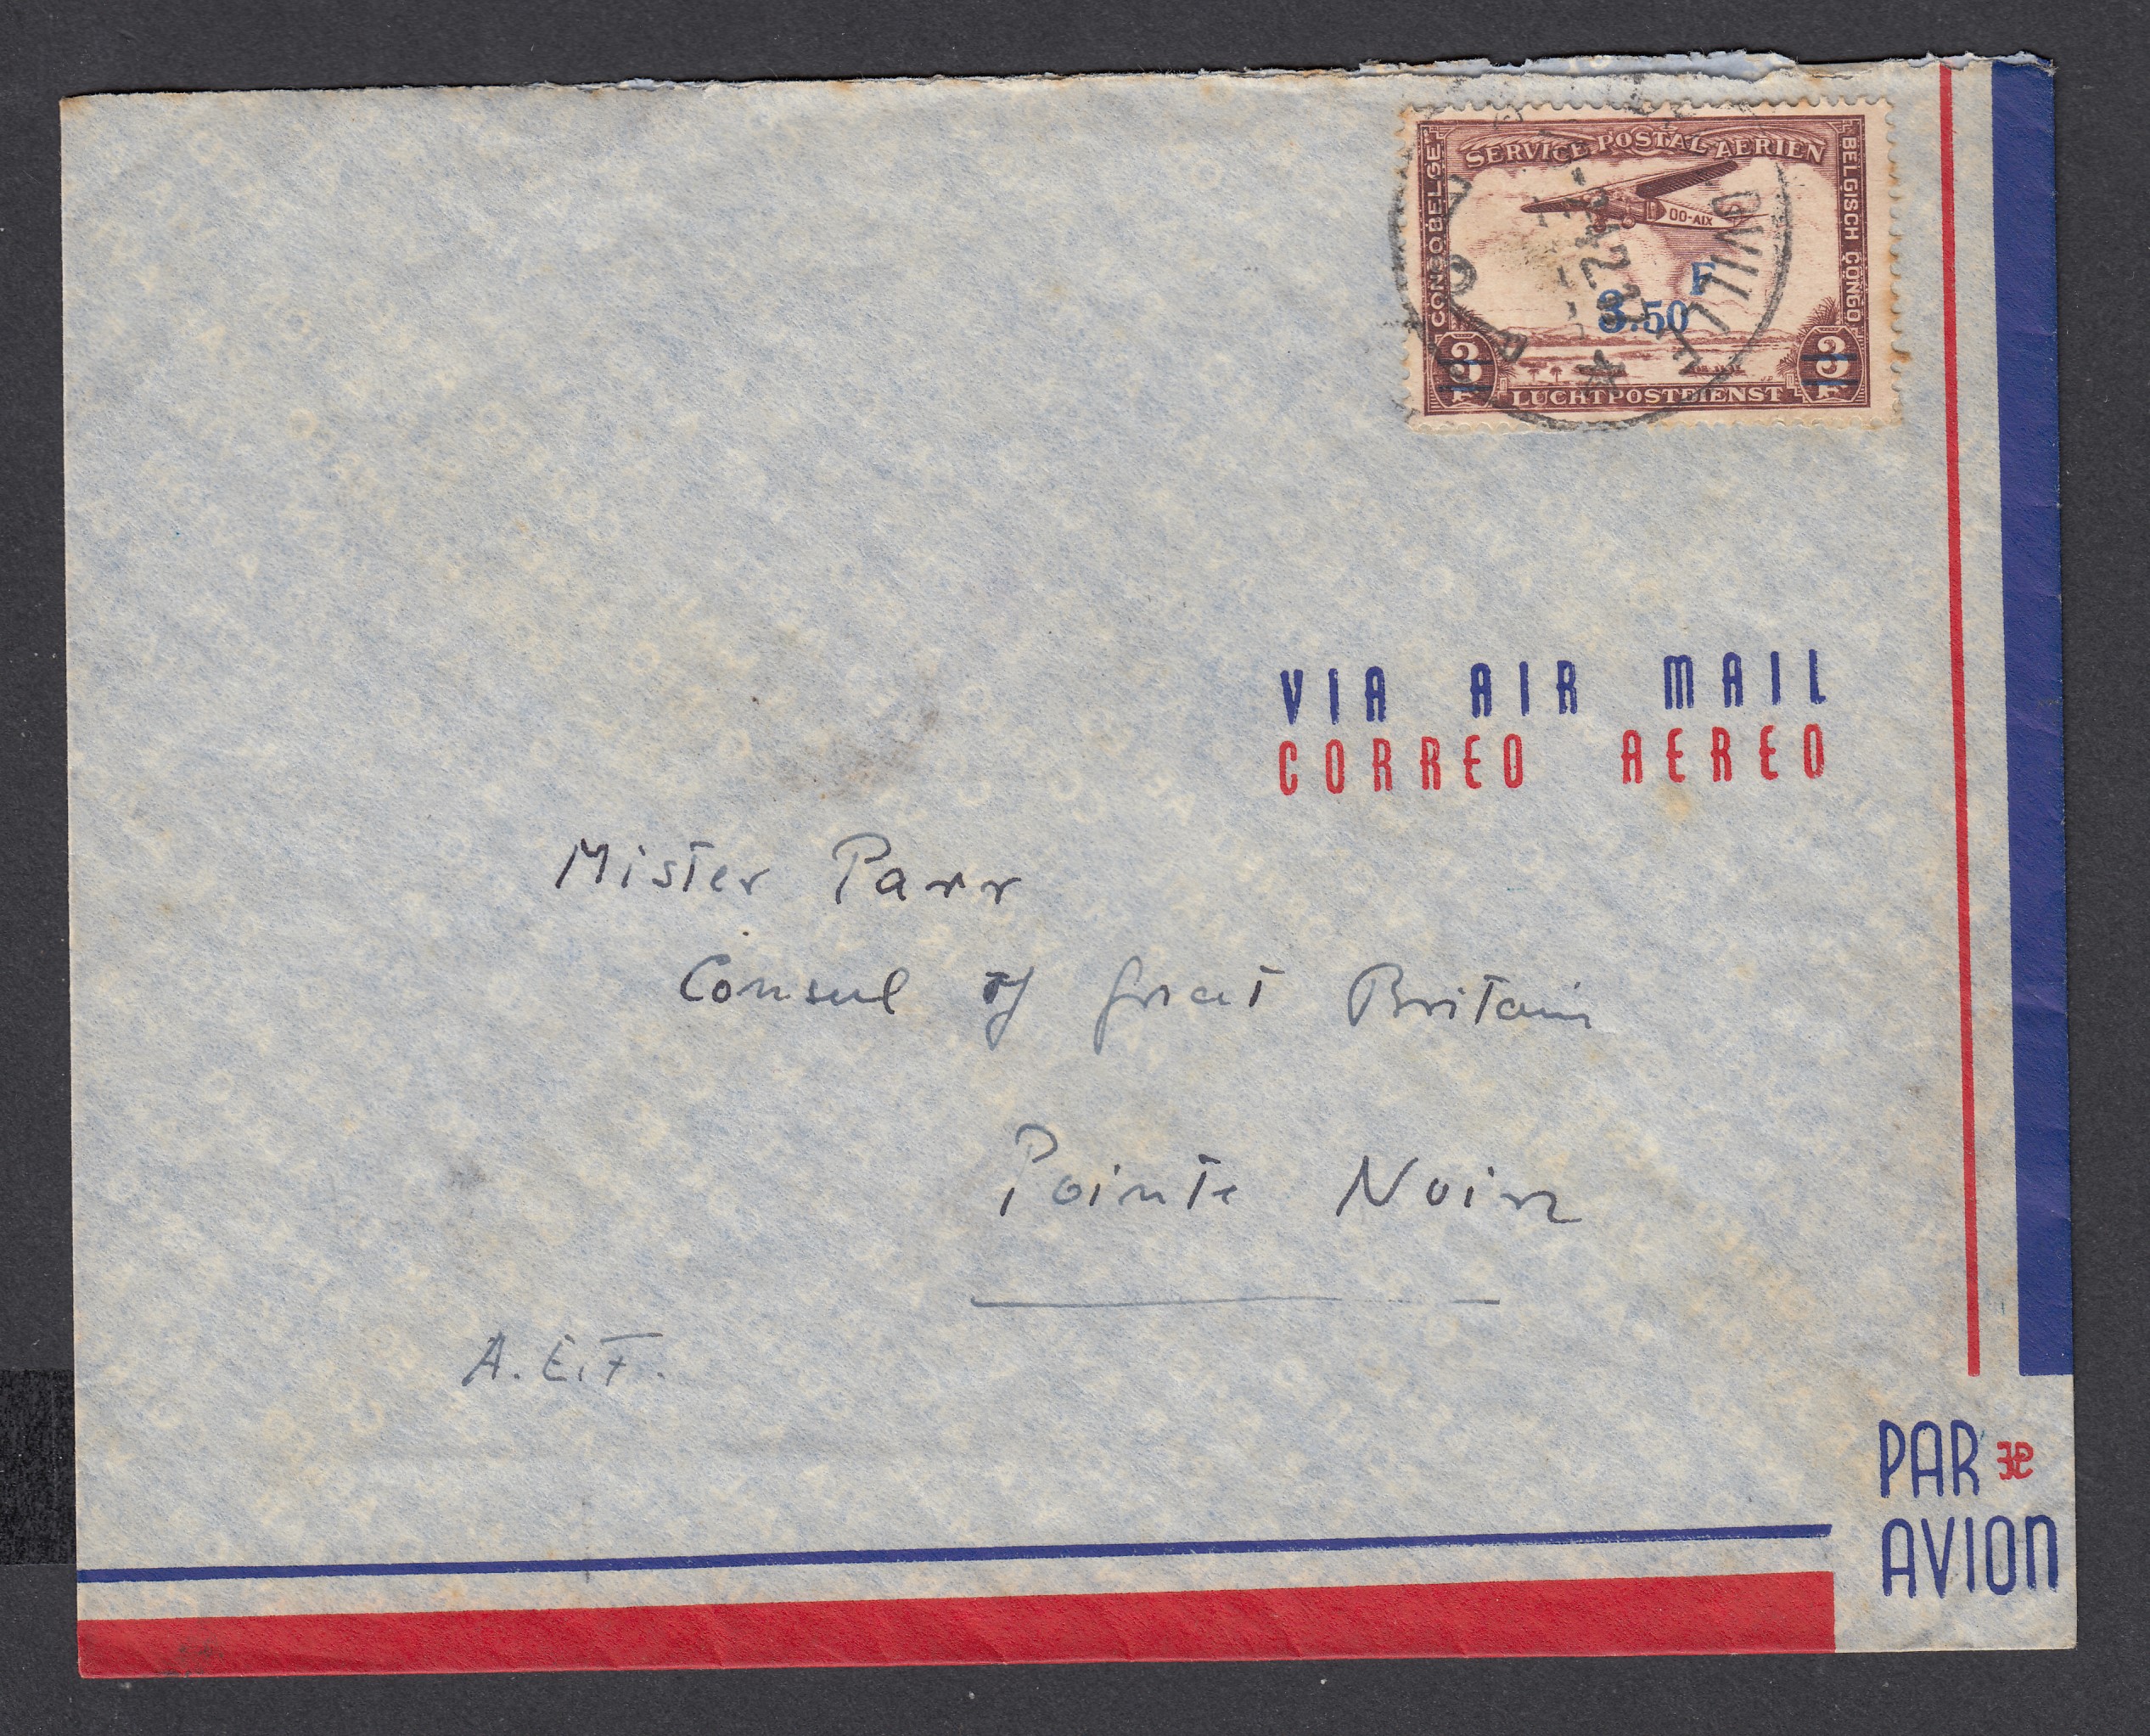 SERVICE POSTAL AÉRIEN
CONGO BELGE
BELGISCH CONGO
OO-AIX
3.50 F
3 F
3 F
LUCHTPOSTDIENST
VIA AIR MAIL
CORREO AEREO
Mister Parr
Consul of Great Britain
Pointe Noire
A.E.F.
PAR
AVION